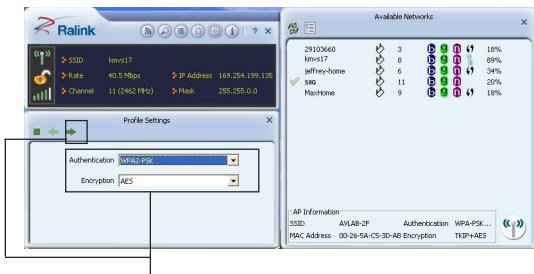 Ralink
? ×
SSID kmvs17
Rate 40.5 Mbps IP Address 169.254.199.135
Channel 11 (2462 MHz) Mask 255.255.0.0
Profile Settings ×
Authentication WPA2-PSK
Encryption AES
Available Networks ×
29103660 3 b g n 18%
kmvs17 8 b g n 89%
jeffrey-home 6 b g n 34%
SHG 11 b g n 20%
MaxHome 9 b g n 18%
AP Information
SSID AVLAB-2F Authentication WPA-PSK...
MAC Address 00-26-5A-C5-3D-AB Encryption TKIP+AES